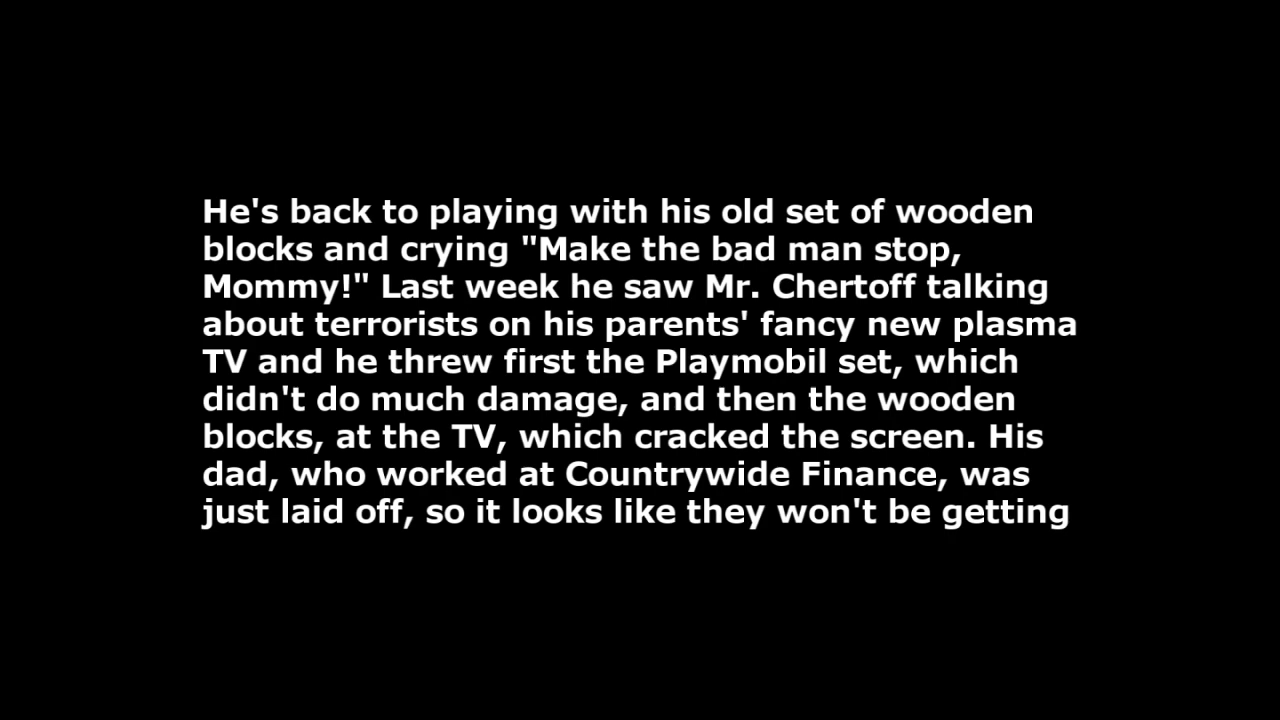 He's back to playing with his old set of wooden
blocks and crying "Make the bad man stop,
Mommy!" Last week he saw Mr. Chertoff talking
about terrorists on his parents' fancy new plasma
TV and he threw first the Playmobil set, which
didn't do much damage, and then the wooden
blocks, at the TV, which cracked the screen. His
dad, who worked at Countrywide Finance, was
just laid off, so it looks like they won't be getting